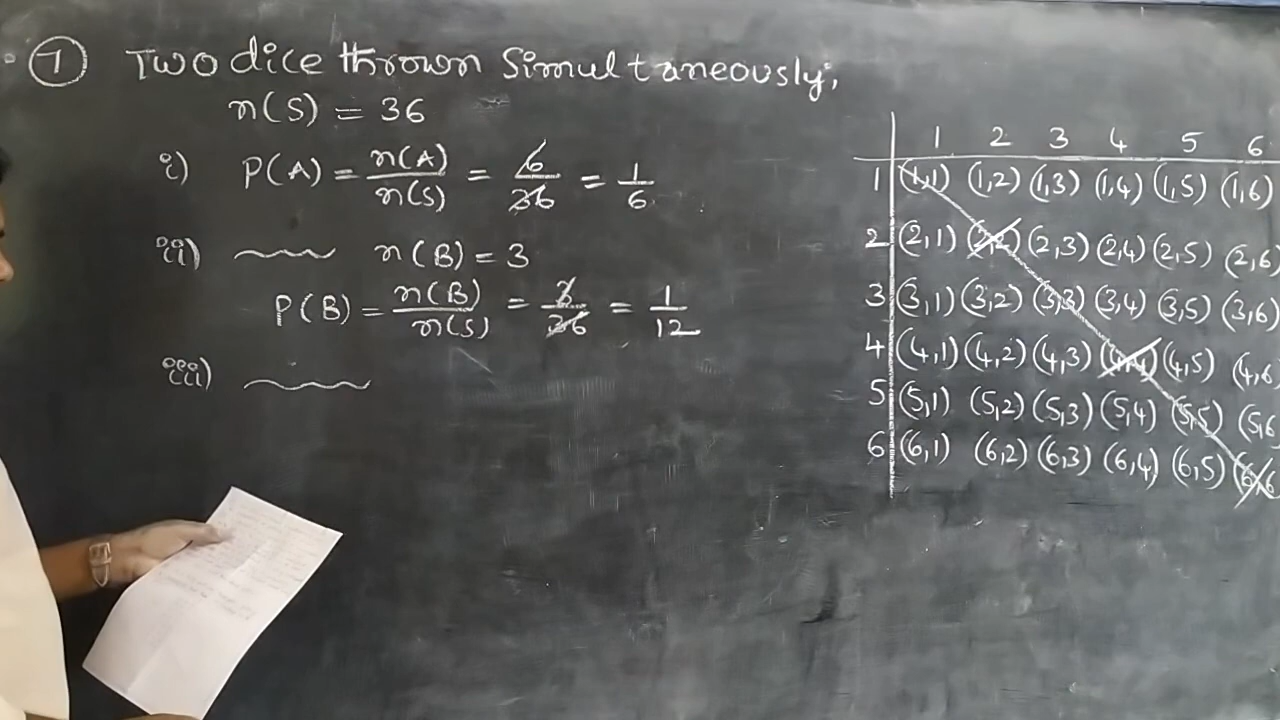 7 Two dice thrown simultaneously,
n(S) = 36
i) P(A) = n(A)/n(S) = 6/36 = 1/6
ii) n(B) = 3
P(B) = n(B)/n(S) = 3/36 = 1/12
iii)
1 2 3 4 5 6
1 (1,1) (1,2) (1,3) (1,4) (1,5) (1,6)
2 (2,1) (2,2) (2,3) (2,4) (2,5) (2,6)
3 (3,1) (3,2) (3,3) (3,4) (3,5) (3,6)
4 (4,1) (4,2) (4,3) (4,4) (4,5) (4,6
5 (5,1) (5,2) (5,3) (5,4) (5,5) (5,6
6 (6,1) (6,2) (6,3) (6,4) (6,5) (6,6